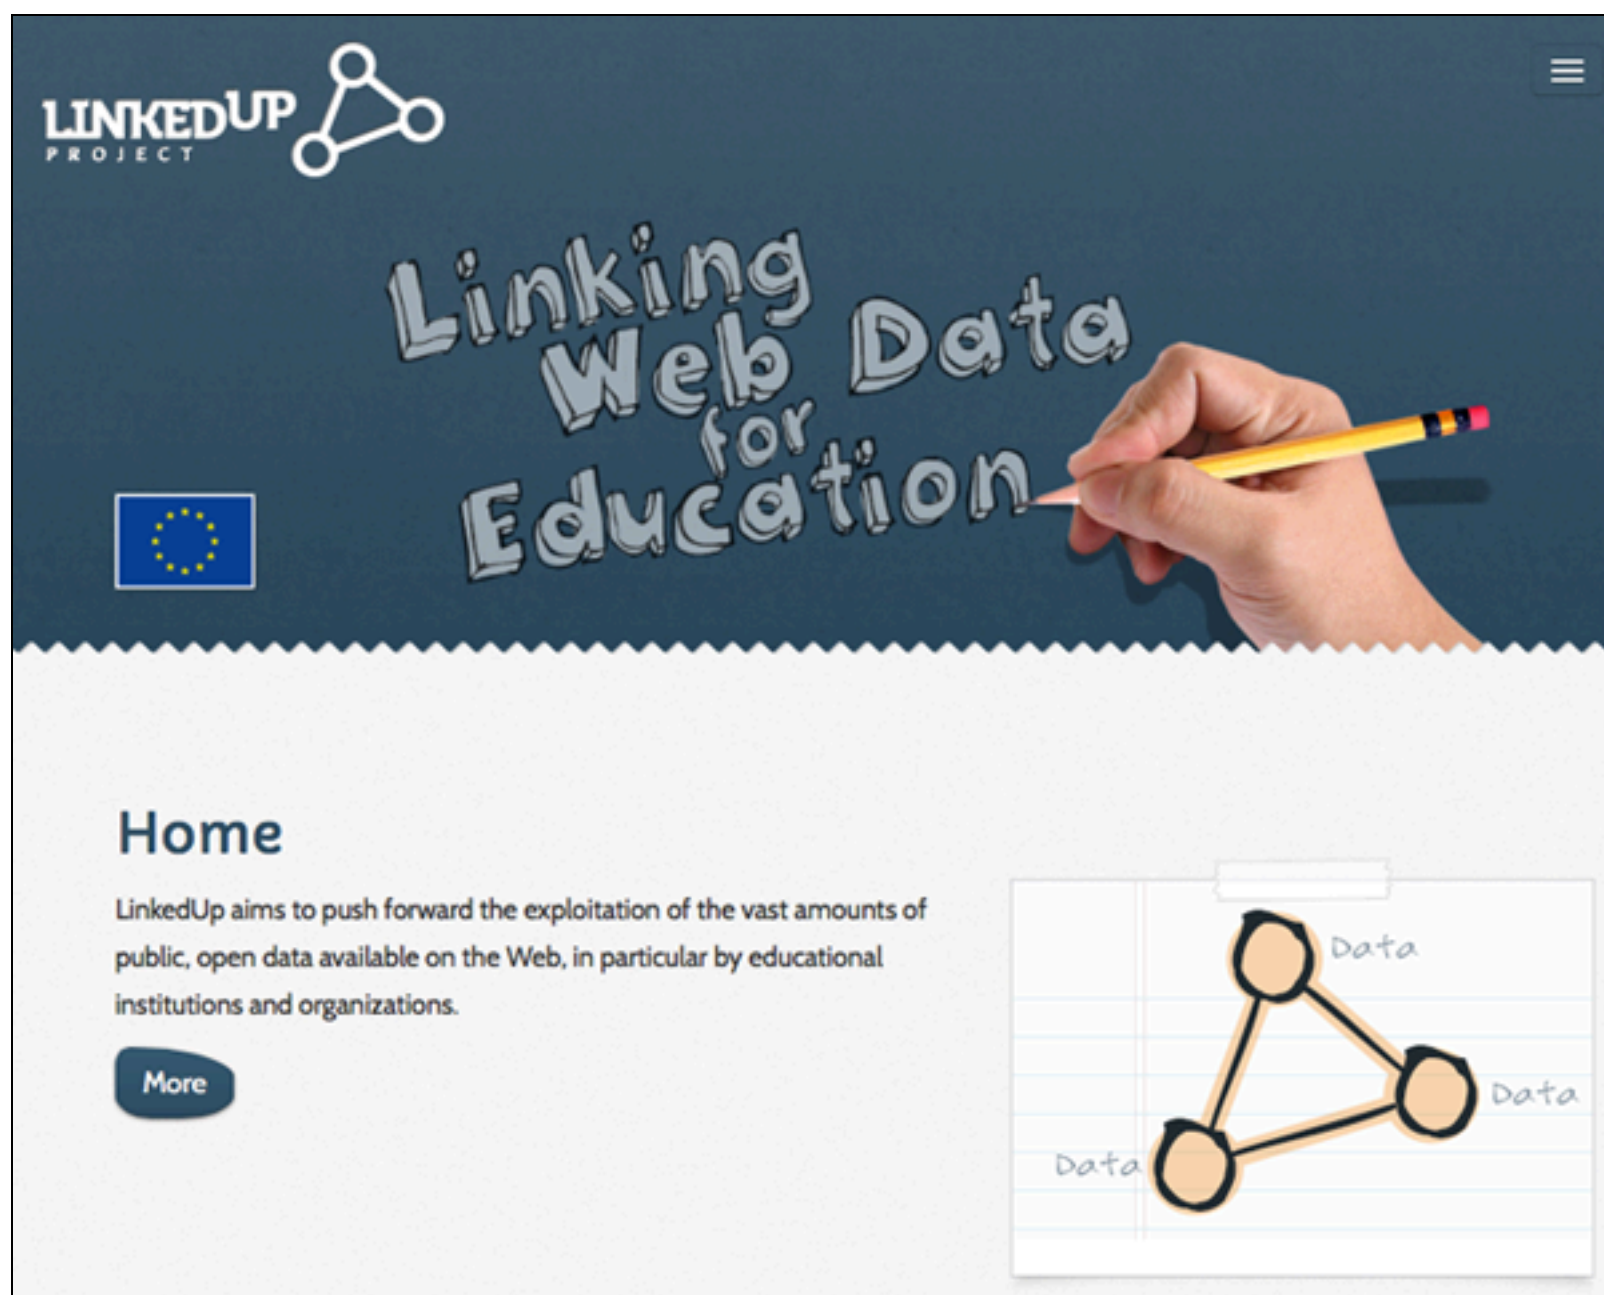 LINKEDUP
PROJECT
Linking
Web Data
for
Education
Home
LinkedUp aims to push forward the exploitation of the vast amounts of
public, open data available on the Web, in particular by educational
institutions and organizations.
More
Data
Data
Data